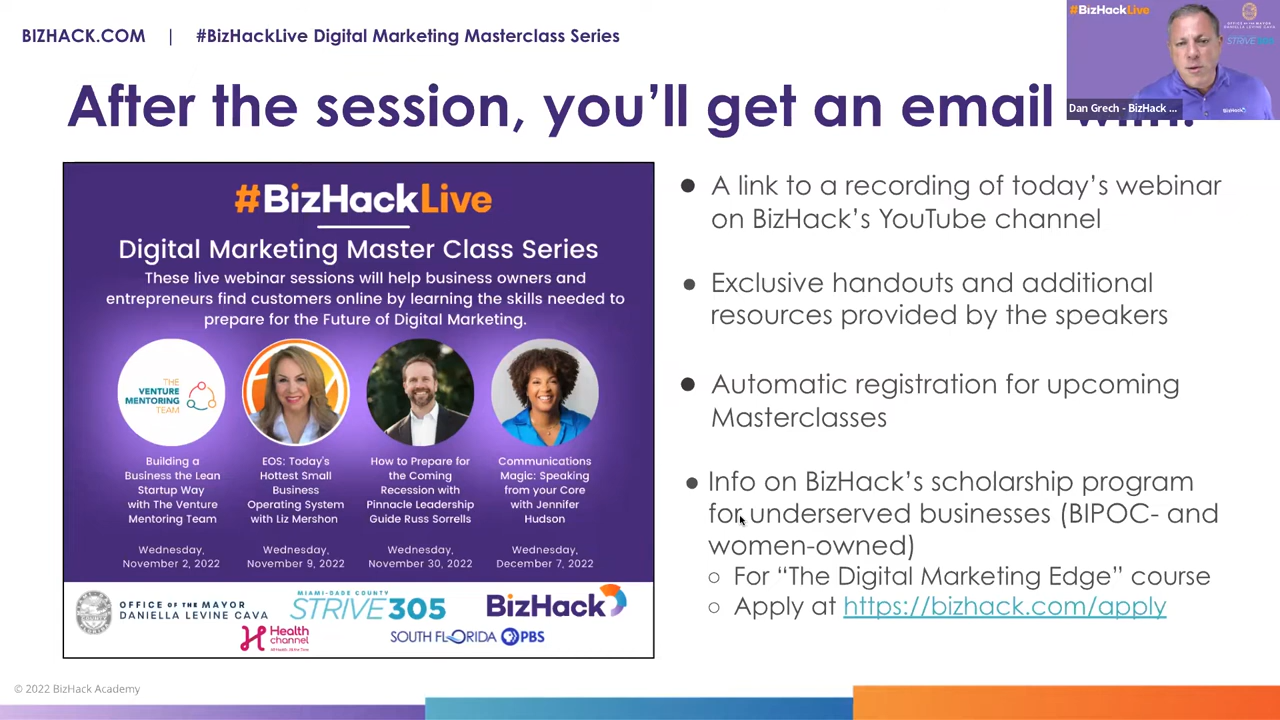 BIZHACK.COM | #BizHackLive Digital Marketing Masterclass Series
#BizHackLive
Dan Grech - BizHack ...
After the session, you'll get an email with:
#BizHackLive
Digital Marketing Master Class Series
These live webinar sessions will help business owners and
entrepreneurs find customers online by learning the skills needed to
prepare for the Future of Digital Marketing.
THE
VENTURE
MENTORING
TEAM
Building a
Business the Lean
Startup Way
with The Venture
Mentoring Team
Wednesday,
November 2, 2022
EOS: Today's
Hottest Small
Business
Operating System
with Liz Mershon
Wednesday,
November 9, 2022
How to Prepare for
the Coming
Recession with
Pinnacle Leadership
Guide Russ Sorrells
Wednesday,
November 30, 2022
Communications
Magic: Speaking
from your Core
with Jennifer
Hudson
Wednesday,
December 7, 2022
OFFICE OF THE MAYOR
DANIELLA LEVINE CAVA
MIAMI-DADE COUNTY
STRIVE305
BizHack
Health
channel
SOUTH FLORIDA PBS
● A link to a recording of today's webinar
on BizHack's YouTube channel
● Exclusive handouts and additional
resources provided by the speakers
● Automatic registration for upcoming
Masterclasses
● Info on BizHack's scholarship program
for underserved businesses (BIPOC- and
women-owned)
○ For “The Digital Marketing Edge” course
○ Apply at https://bizhack.com/apply
© 2022 BizHack Academy